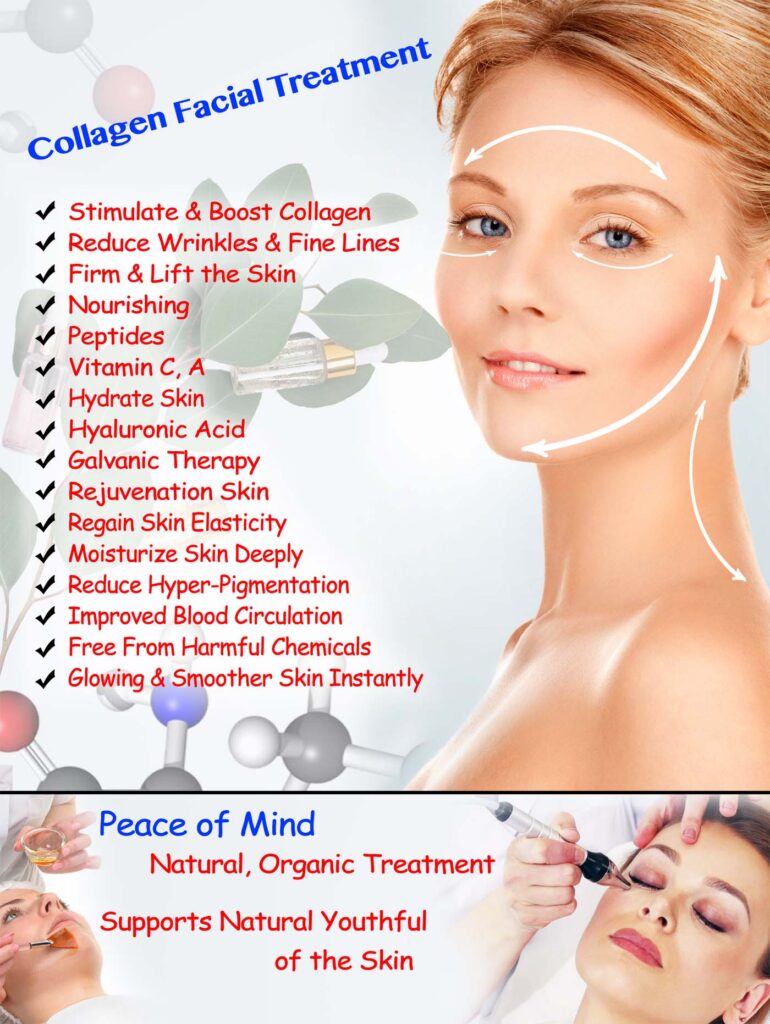 Collagen Facial Treatment
Stimulate & Boost Collagen
Reduce Wrinkles & Fine Lines
Firm & Lift the Skin
Nourishing
Peptides
Vitamin C, A
Hydrate Skin
Hyaluronic Acid
Galvanic Therapy
Rejuvenation Skin
Regain Skin Elasticity
Moisturize Skin Deeply
Reduce Hyper-Pigmentation
Improved Blood Circulation
Free From Harmful Chemicals
Glowing & Smoother Skin Instantly
Peace of Mind
Natural, Organic Treatment
Supports Natural Youthful
of the Skin